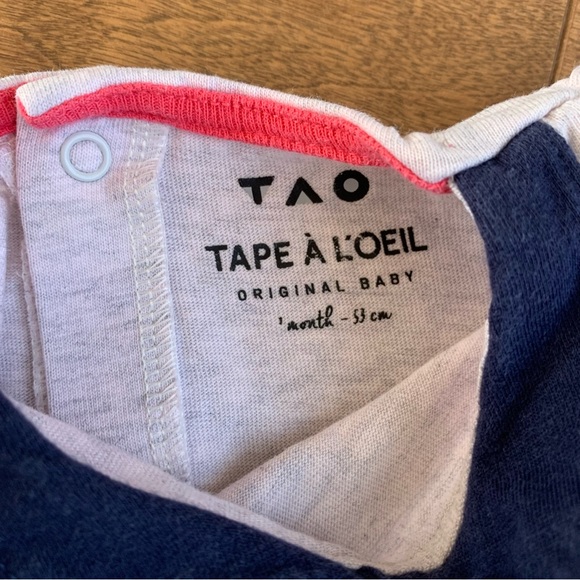 TAO
TAPE À L'OEIL
ORIGINAL BABY
1 month - 53 cm